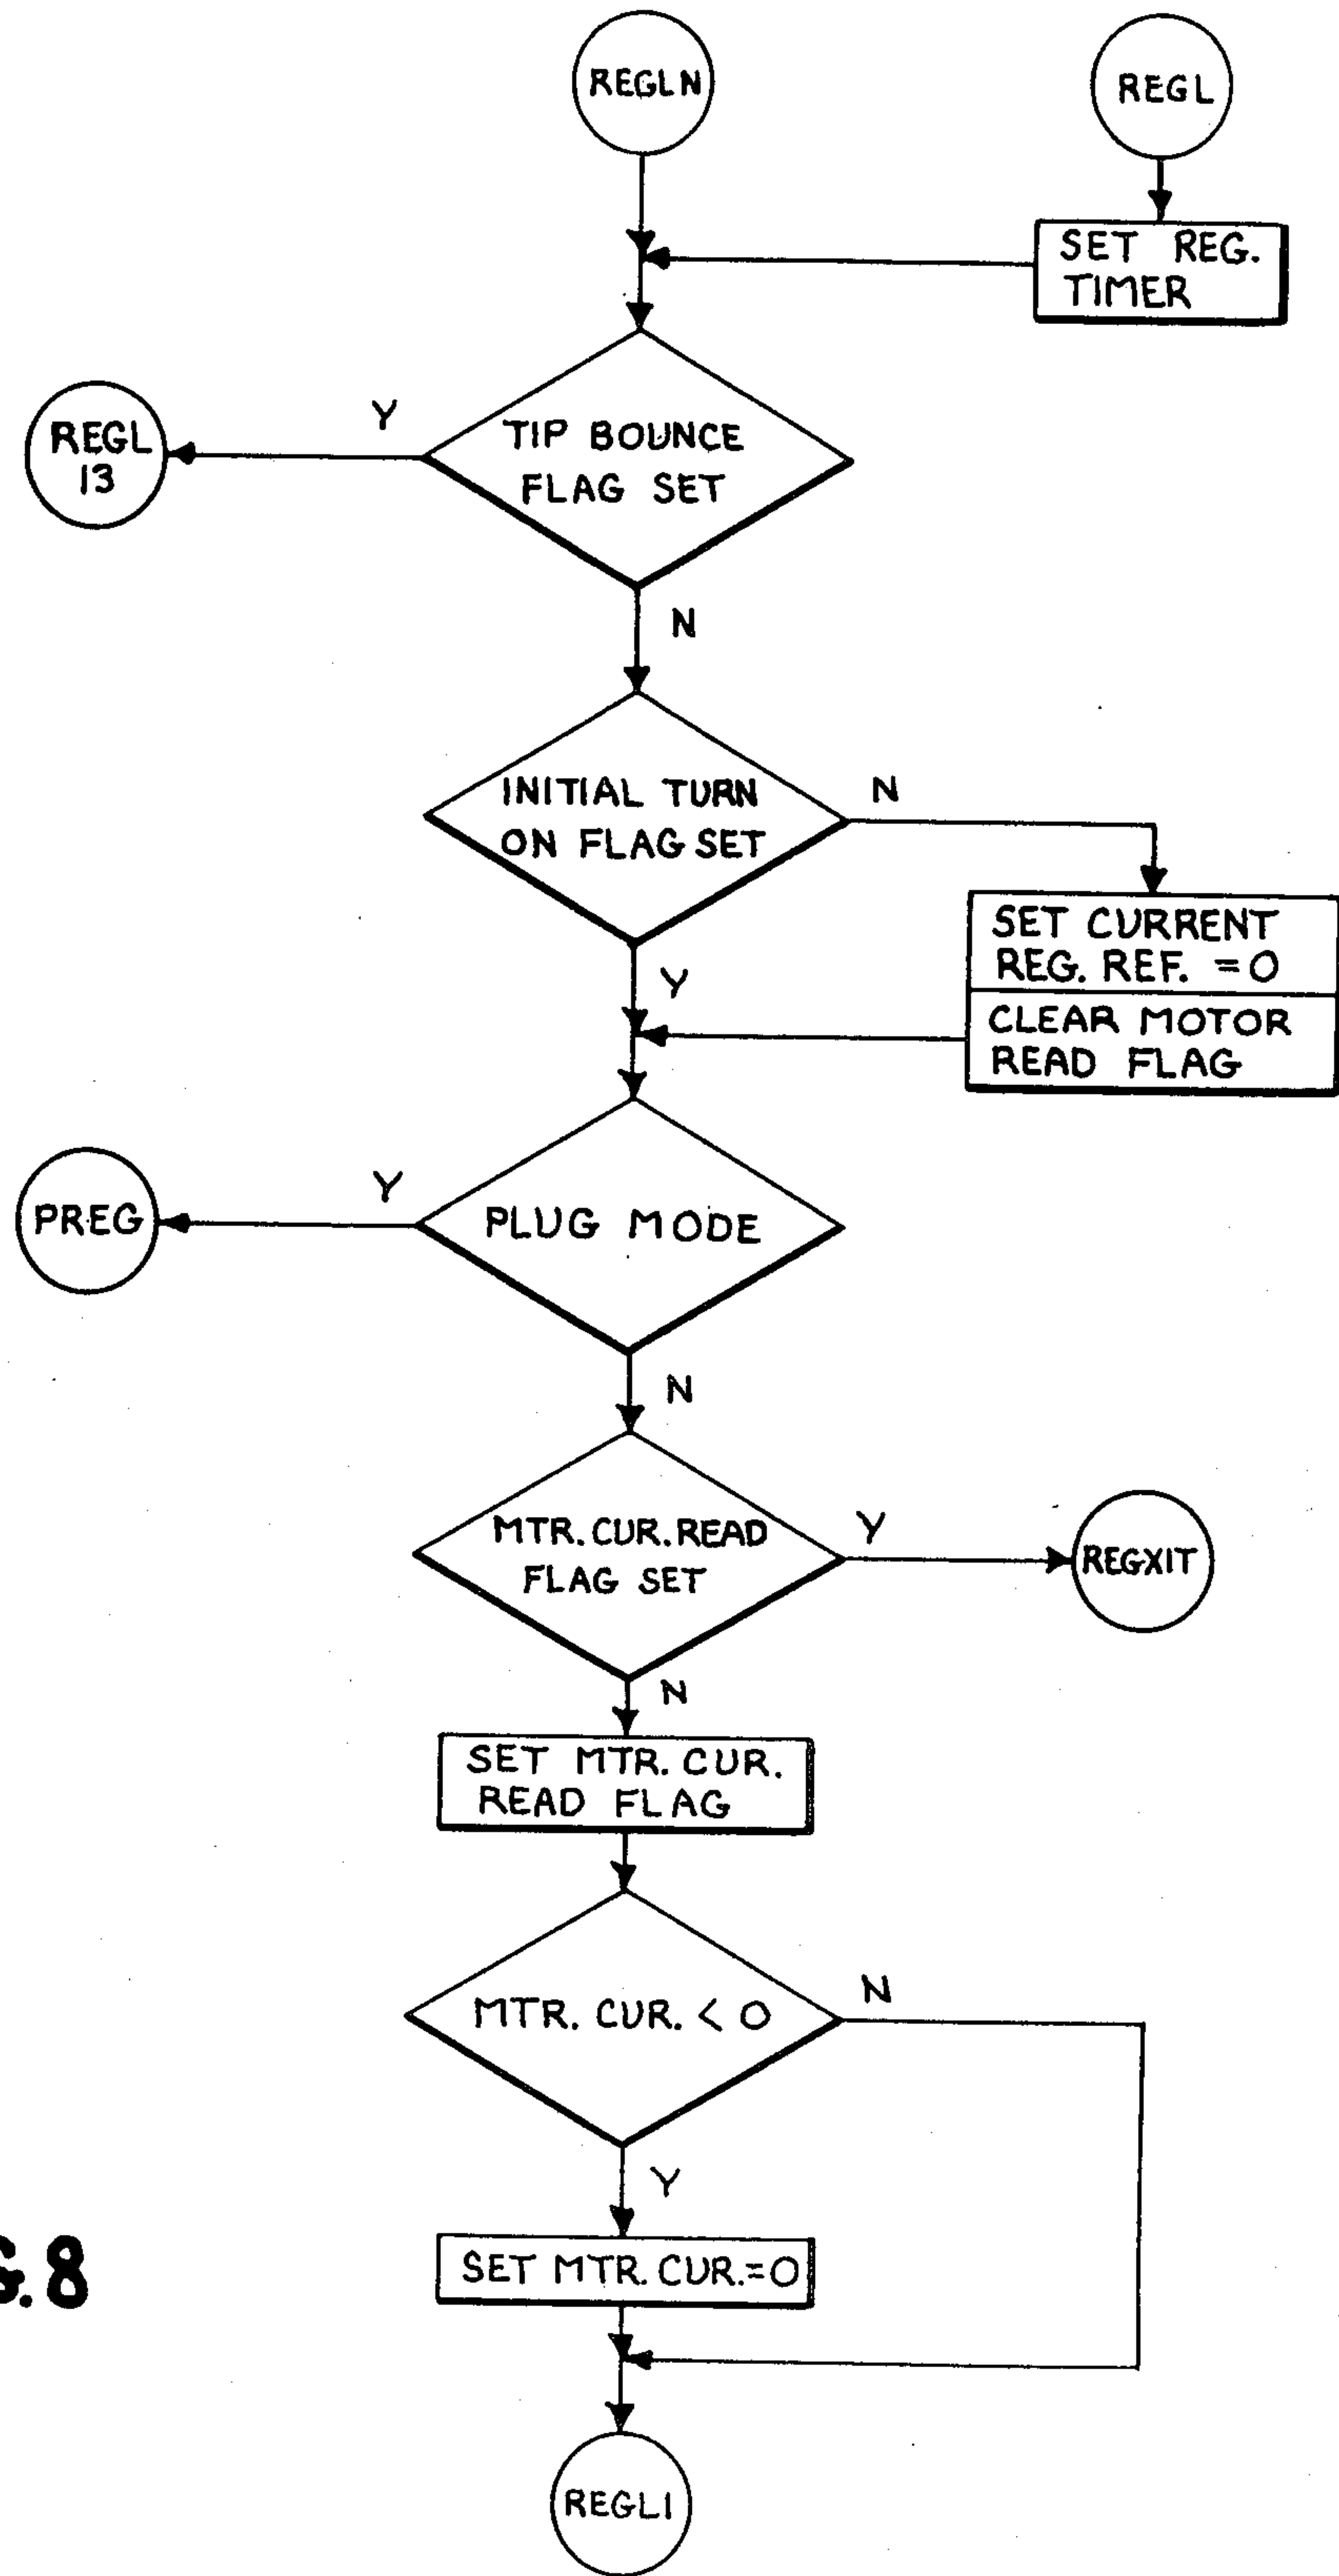 REGLN
REGL
SET REG.
TIMER
TIP BOUNCE
FLAG SET
Y
REGL
13
N
INITIAL TURN
ON FLAG SET
N
SET CURRENT
REG. REF. = 0
CLEAR MOTOR
READ FLAG
Y
PLUG MODE
Y
PREG
N
MTR. CUR. READ
FLAG SET
Y
REGXIT
N
SET MTR. CUR.
READ FLAG
MTR. CUR. < 0
N
Y
SET MTR. CUR. = 0
G. 8
REGL1